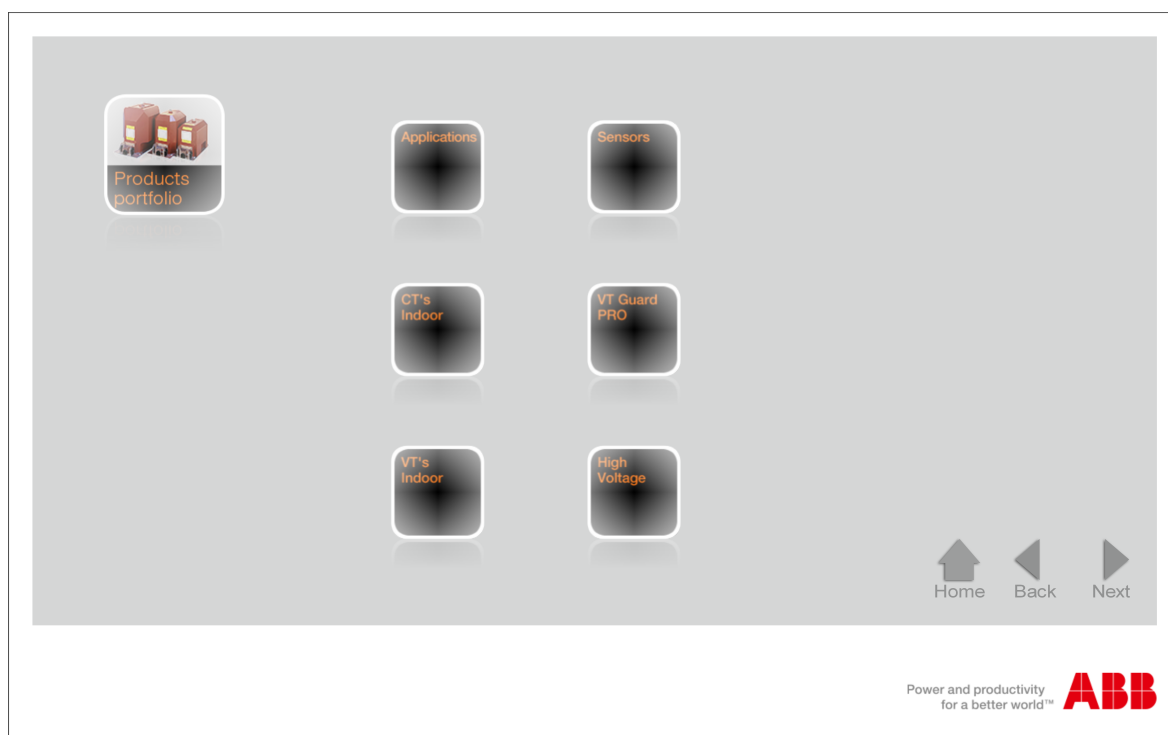 Products
portfolio
Applications
Sensors
CT's
Indoor
VT Guard
PRO
VT's
Indoor
High
Voltage
Home
Back
Next
Power and productivity
for a better world™
ABB